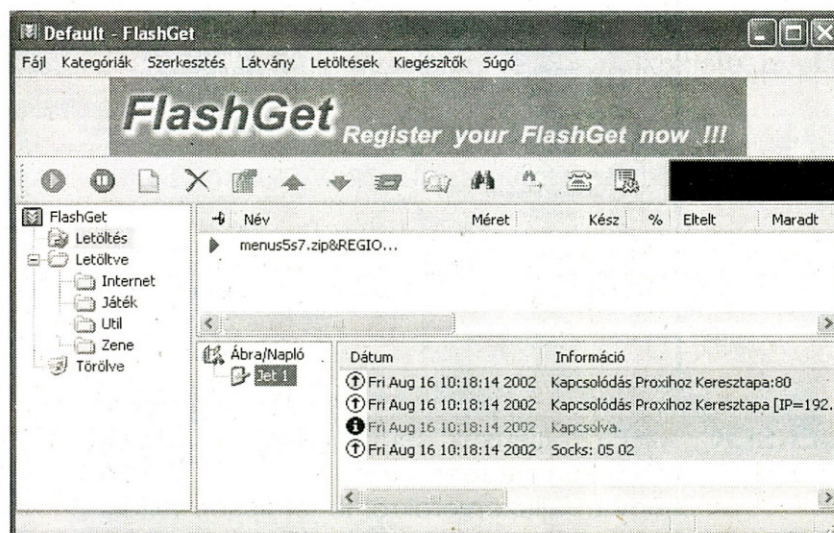 Default - FlashGet
Fájl Kategóriák Szerkesztés Látvány Letöltések Kiegészítők Súgó
FlashGet Register your FlashGet now !!!
FlashGet
Letöltés
Letöltve
Internet
Játék
Util
Zene
Törölve
Név Méret Kész % Eltelt Maradt
menus5s7.zip&REGIO...
Ábra/Napló
Jet 1
Dátum Információ
Fri Aug 16 10:18:14 2002 Kapcsolódás Proxihoz Keresztapa:80
Fri Aug 16 10:18:14 2002 Kapcsolódás Proxihoz Keresztapa [IP=192.
Fri Aug 16 10:18:14 2002 Kapcsolva.
Fri Aug 16 10:18:14 2002 Socks: 05 02